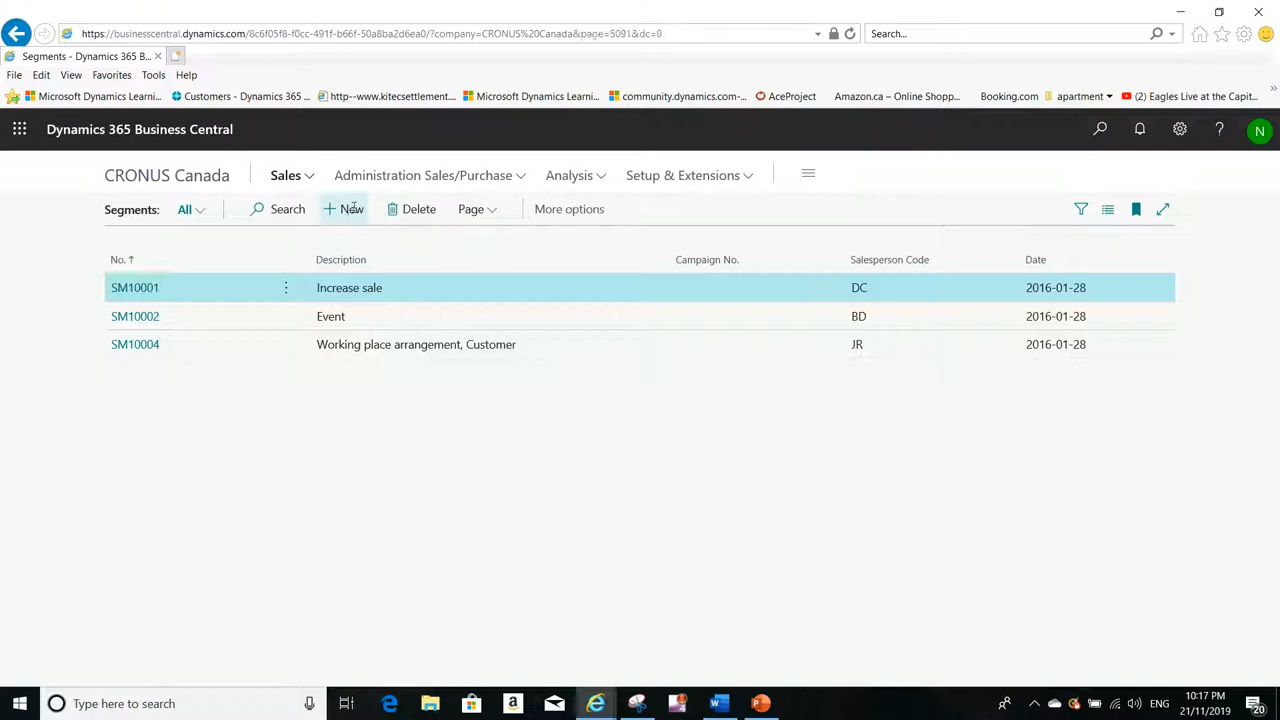 https://businesscentral.dynamics.com/8c6f05f8-f0cc-491f-b66f-50a8ba2d6ea0/?company=CRONUS%20Canada&page=5091&dc=0
Search...
Segments - Dynamics 365 B...
File Edit View Favorites Tools Help
Microsoft Dynamics Learni... Customers - Dynamics 365 ... http--www.kitecsettlement.... Microsoft Dynamics Learni... community.dynamics.com-... AceProject Amazon.ca – Online Shopp... Booking.com apartment (2) Eagles Live at the Capit...
Dynamics 365 Business Central
N
CRONUS Canada Sales Administration Sales/Purchase Analysis Setup & Extensions
Segments: All Search + New Delete Page More options
No. ↑ Description Campaign No. Salesperson Code Date
SM10001 Increase sale DC 2016-01-28
SM10002 Event BD 2016-01-28
SM10004 Working place arrangement, Customer JR 2016-01-28
Type here to search
ENG
10:17 PM
21/11/2019
20